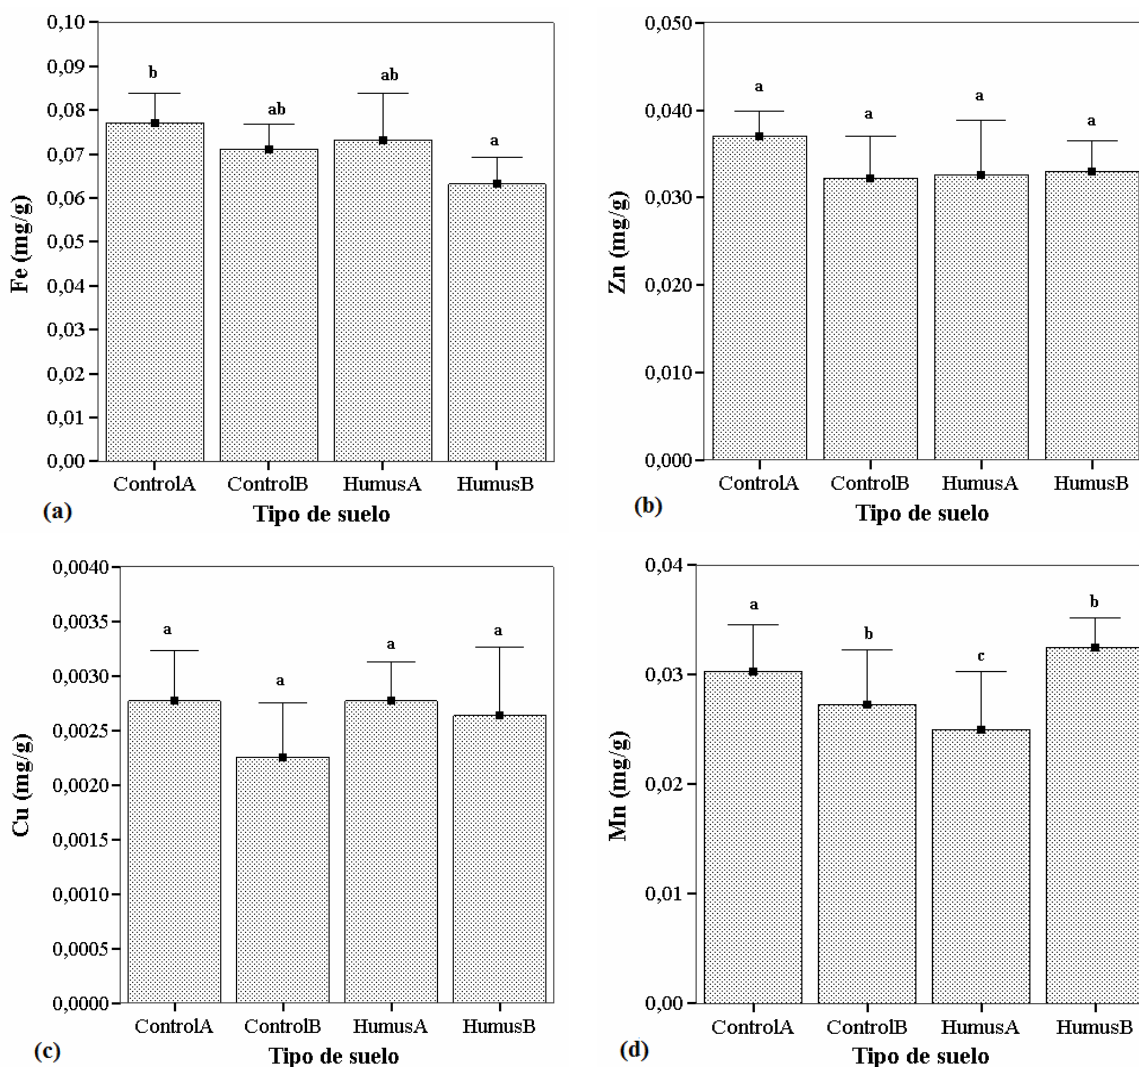 0,10
0,09
0,08
0,07
0,06
0,05
0,04
0,03
0,02
0,01
0,00
Fe (mg/g)
b
ab
ab
a
ControlA ControlB HumusA HumusB
Tipo de suelo
(a)
0,050
0,040
0,030
0,020
0,010
0,000
Zn (mg/g)
a
a
a
a
ControlA ControlB HumusA HumusB
Tipo de suelo
(b)
0,0040
0,0035
0,0030
0,0025
0,0020
0,0015
0,0010
0,0005
0,0000
Cu (mg/g)
a
a
a
a
ControlA ControlB HumusA HumusB
Tipo de suelo
(c)
0,04
0,03
0,02
0,01
0,00
Mn (mg/g)
a
b
c
b
ControlA ControlB HumusA HumusB
Tipo de suelo
(d)